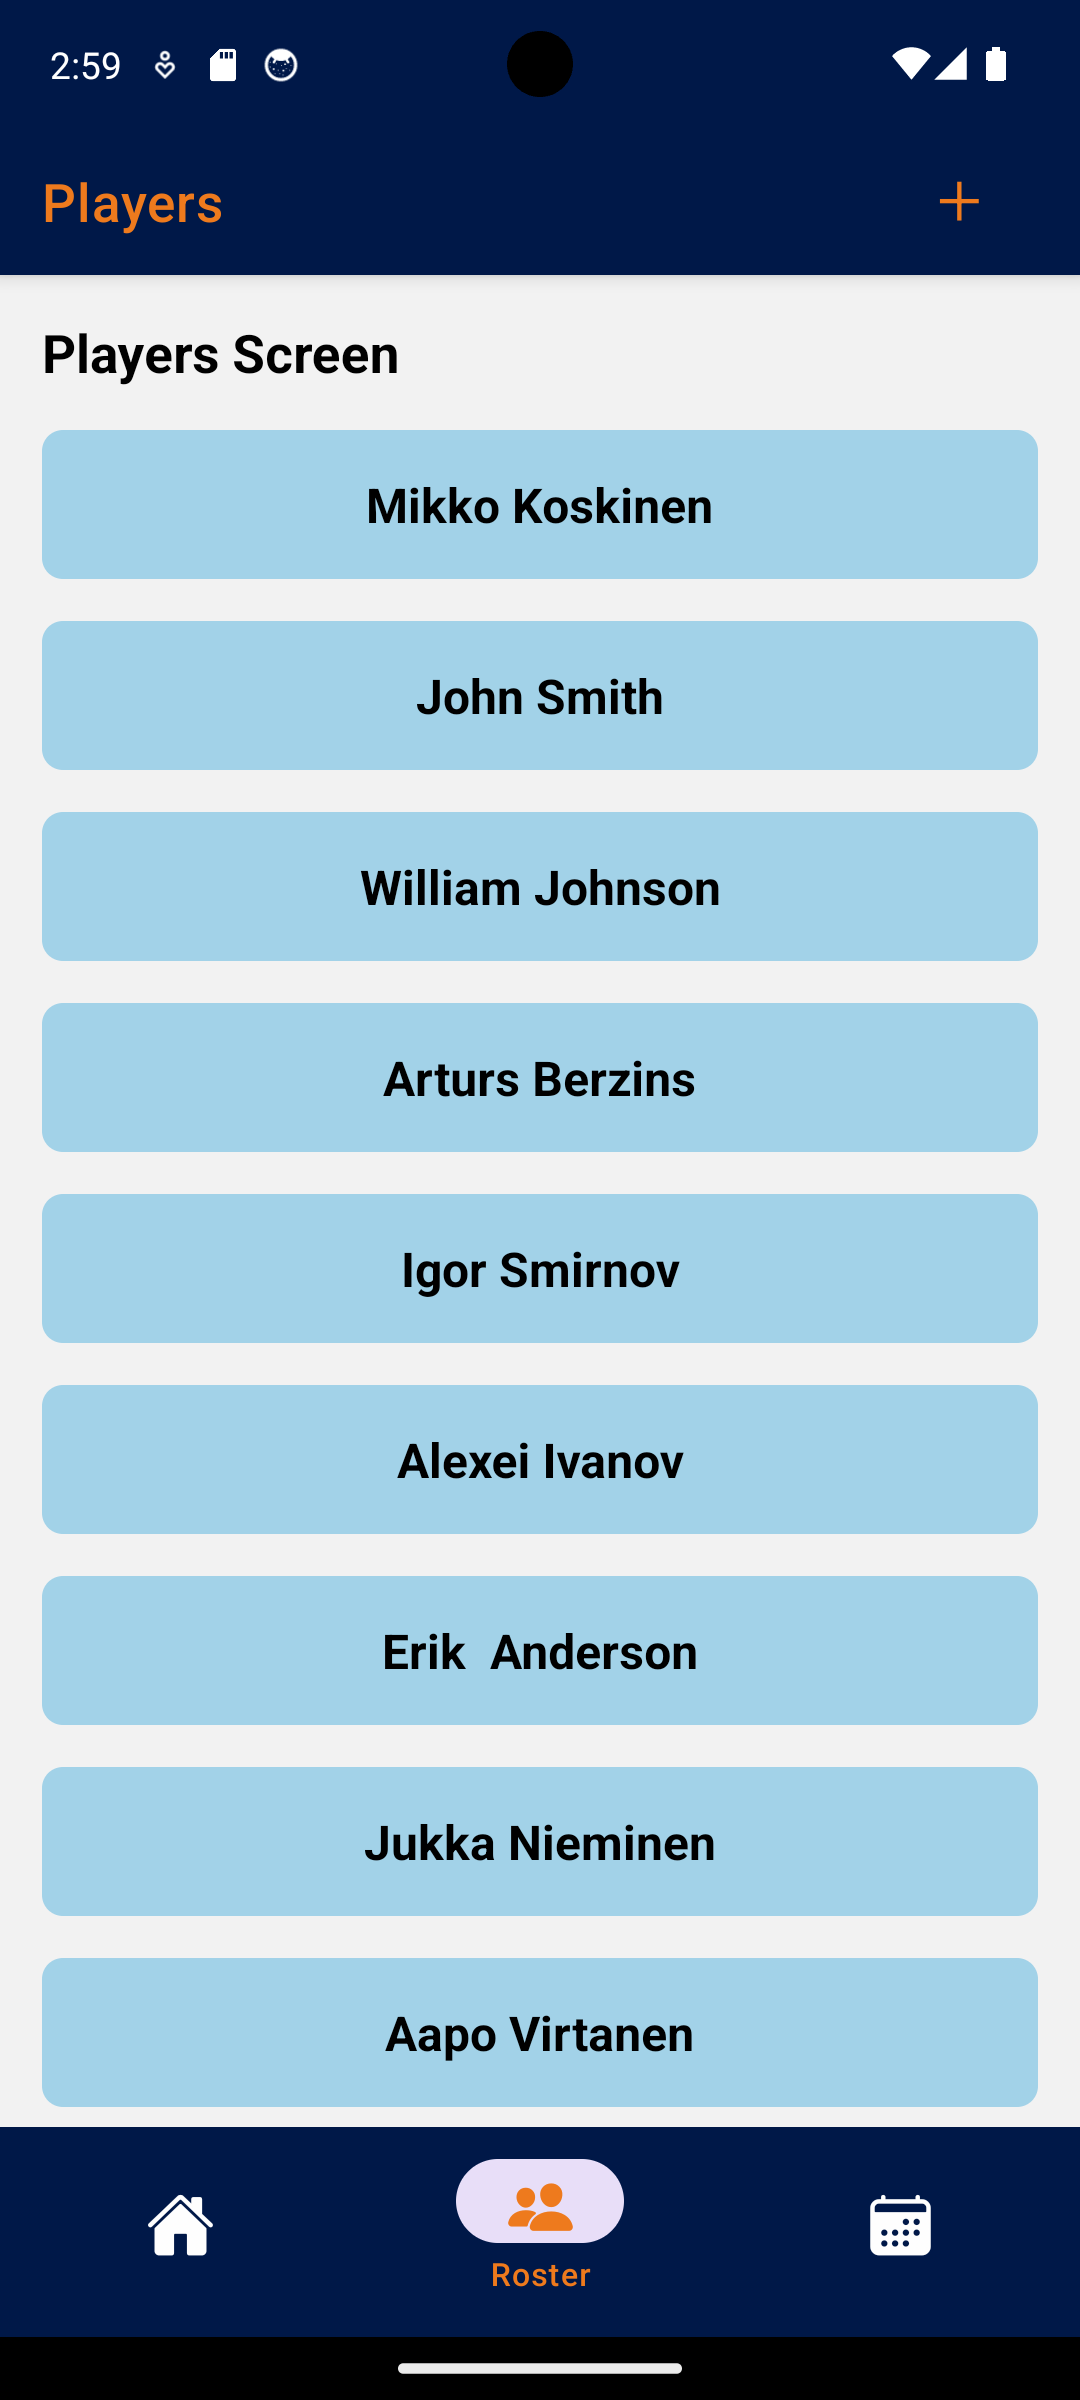 2:59
Players
Players Screen
Mikko Koskinen
John Smith
William Johnson
Arturs Berzins
Igor Smirnov
Alexei Ivanov
Erik  Anderson
Jukka Nieminen
Aapo Virtanen
Roster